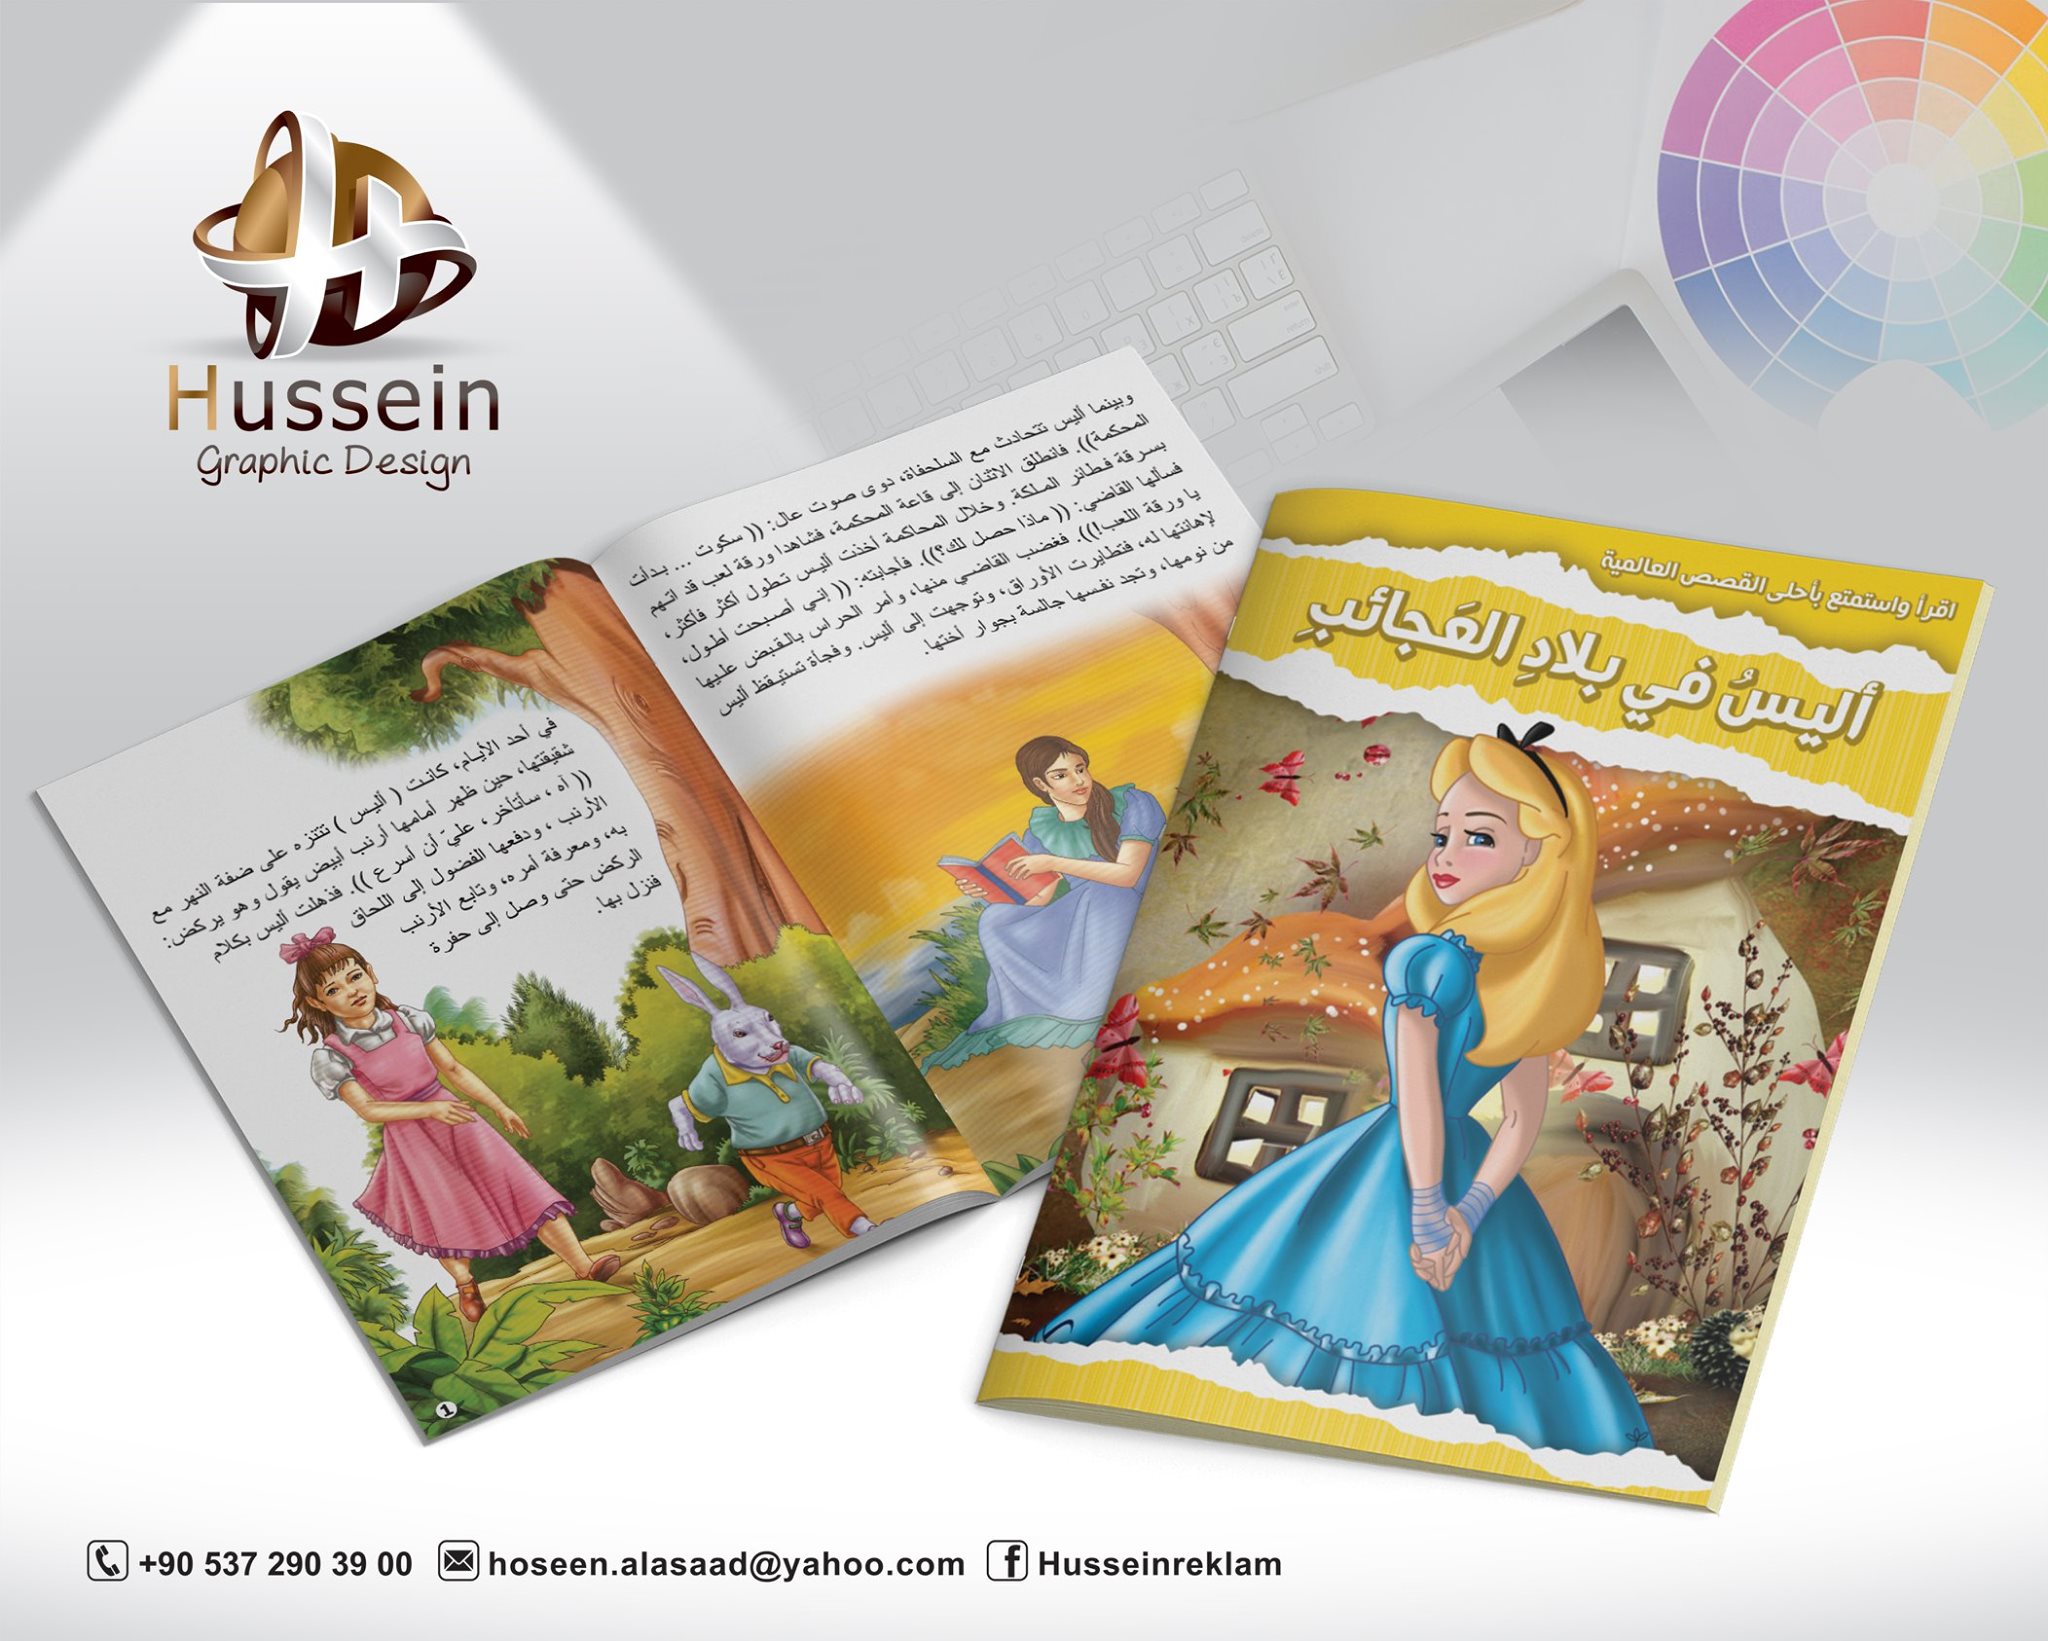 Hussein
Graphic Design
وبينما أليس تتحادث مع السلحفاة، دوى صوت عال: (( سكوت ... بدأت
المحكمة)). فانطلق الاثنان إلى قاعة المحكمة، فشاهدا ورقة لعب قد اتهم
بسرقة فطائر الملكة. وخلال المحاكمة أخذت أليس تطول أكثر فأكثر،
فسألها القاضي: (( ماذا حصل لك؟)). فأجابته: (( إني أصبحت أطول،
يا ورقة اللعب!)). فغضب القاضي منها، وأمر الحراس بالقبض عليها
لإهانتها له، فتطايرت الأوراق، وتوجهت إلى أليس. وفجأة تستيقظ أليس
من نومها، وتجد نفسها جالسة بجوار أختها.
في أحد الأيام، كانت ( أليس ) تتنزه على ضفة النهر مع
شقيقتها، حين ظهر أمامها أرنب أبيض يقول وهو يركض:
(( آه ، سأتأخر ، عليّ أن أسرع )). فذهلت أليس بكلام
الأرنب ، ودفعها الفضول إلى اللحاق
به، ومعرفة أمره، وتابع الأرنب
الركض حتى وصل إلى حفرة
فنزل بها.
1
اقرأ واستمتع بأحلى القصص العالمية
أليسُ في بلادِ العَجائبِ
+90 537 290 39 00
hoseen.alasaad@yahoo.com
Husseinreklam